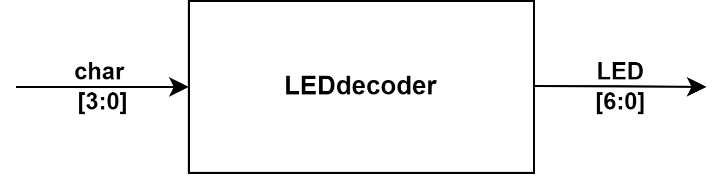 char
[3:0]
LEDdecoder
LED
[6:0]